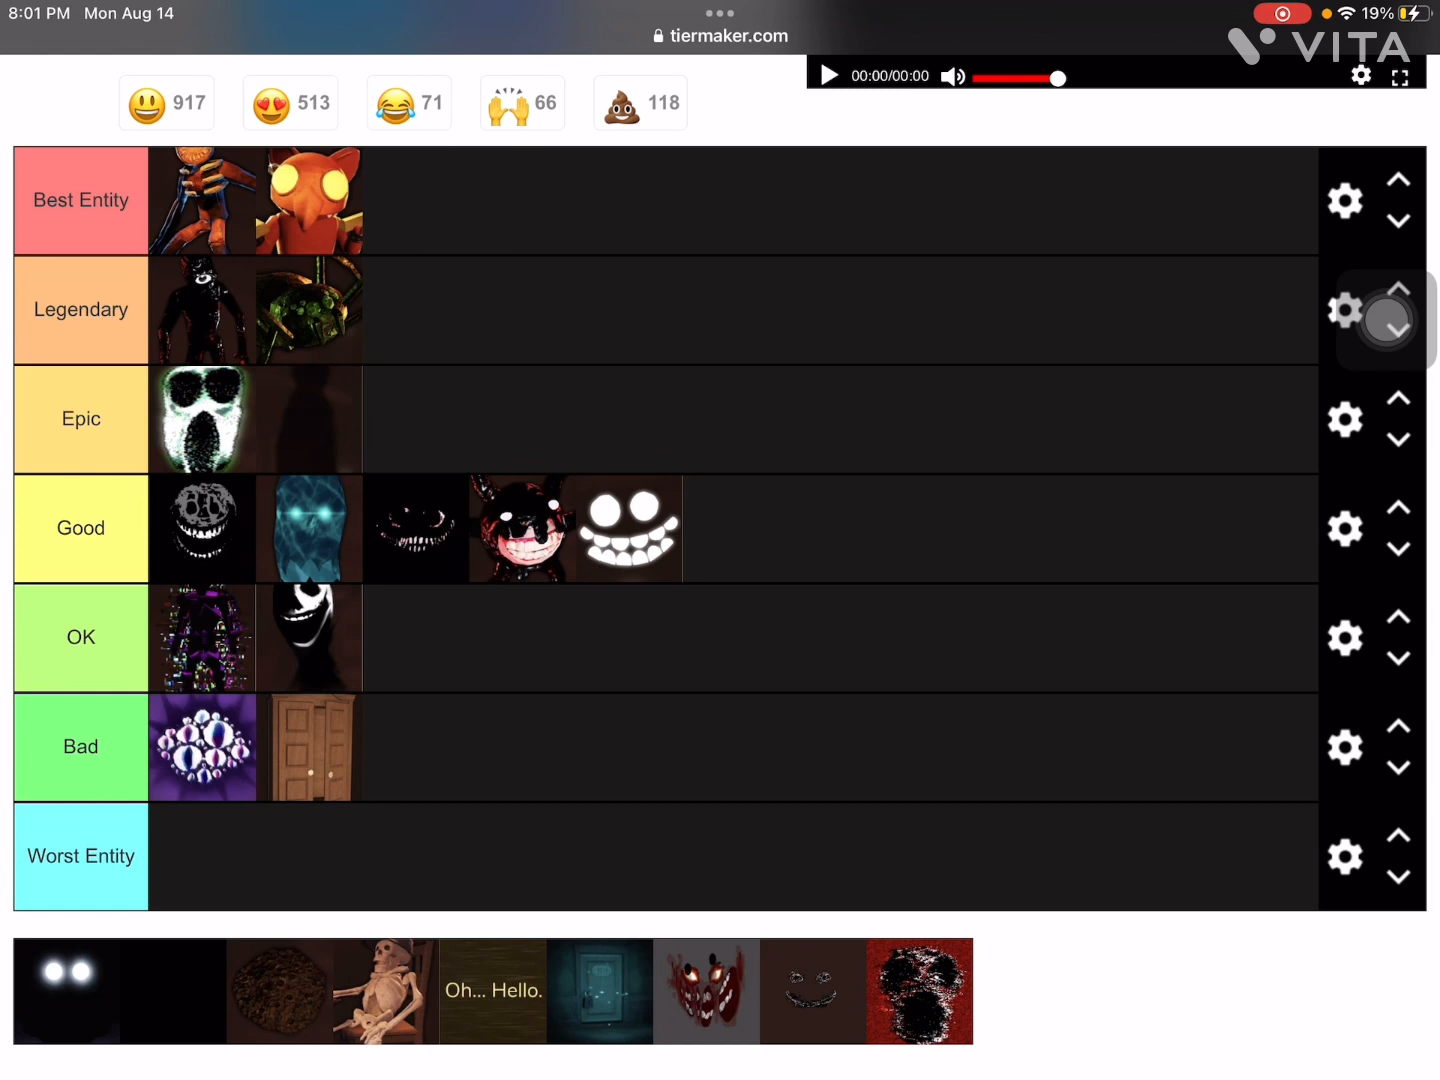 8:01 PM Mon Aug 14
19%
tiermaker.com
VITA
917
513
71
66
118
00:00/00:00
Best Entity
Legendary
Epic
Good
OK
Bad
Worst Entity
Oh... Hello.